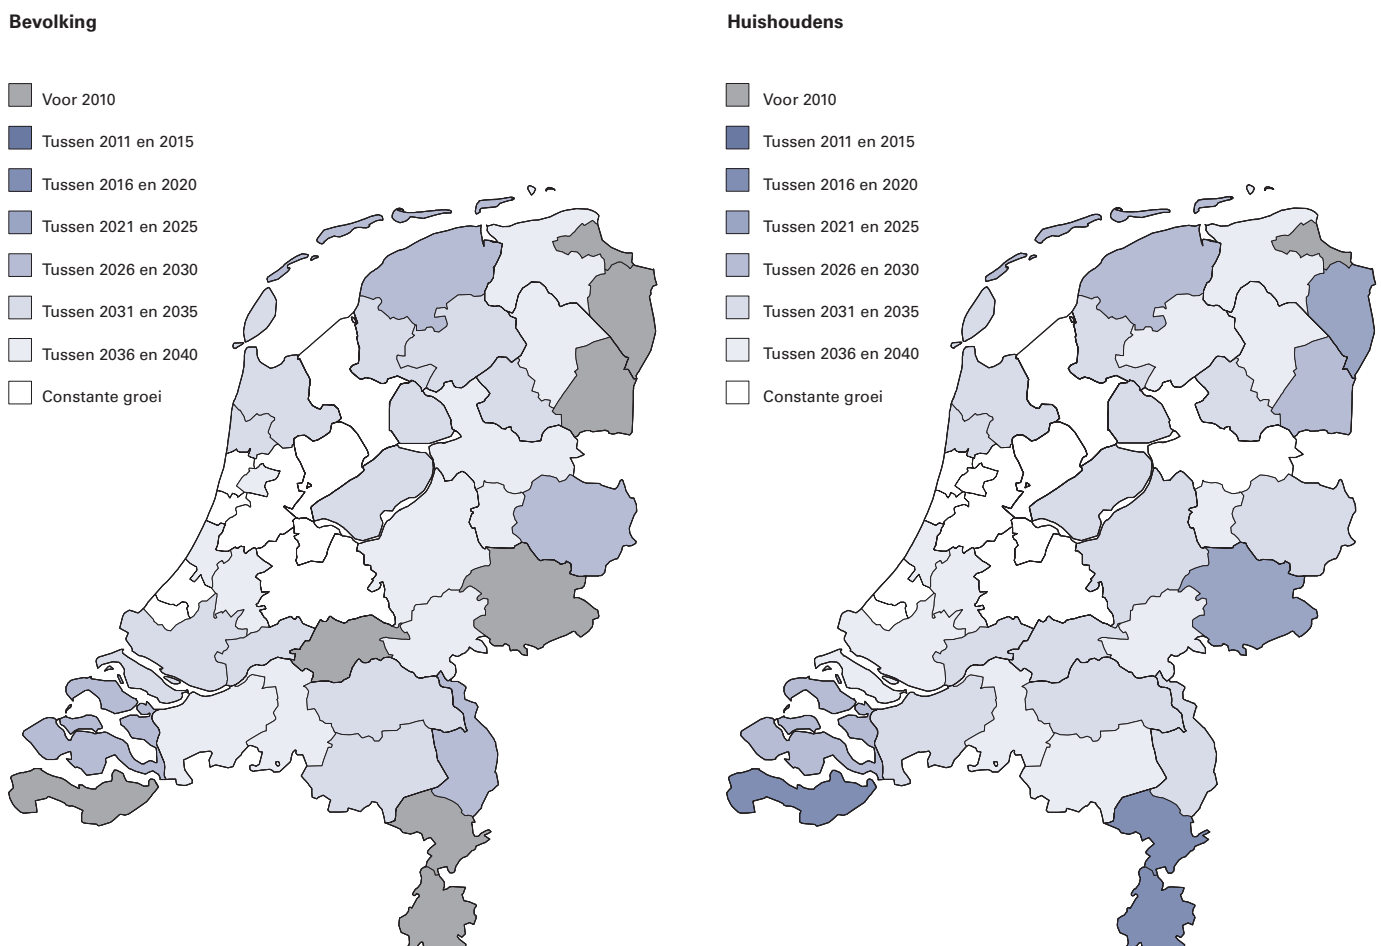 Bevolking
Voor 2010
Tussen 2011 en 2015
Tussen 2016 en 2020
Tussen 2021 en 2025
Tussen 2026 en 2030
Tussen 2031 en 2035
Tussen 2036 en 2040
Constante groei
Huishoudens
Voor 2010
Tussen 2011 en 2015
Tussen 2016 en 2020
Tussen 2021 en 2025
Tussen 2026 en 2030
Tussen 2031 en 2035
Tussen 2036 en 2040
Constante groei